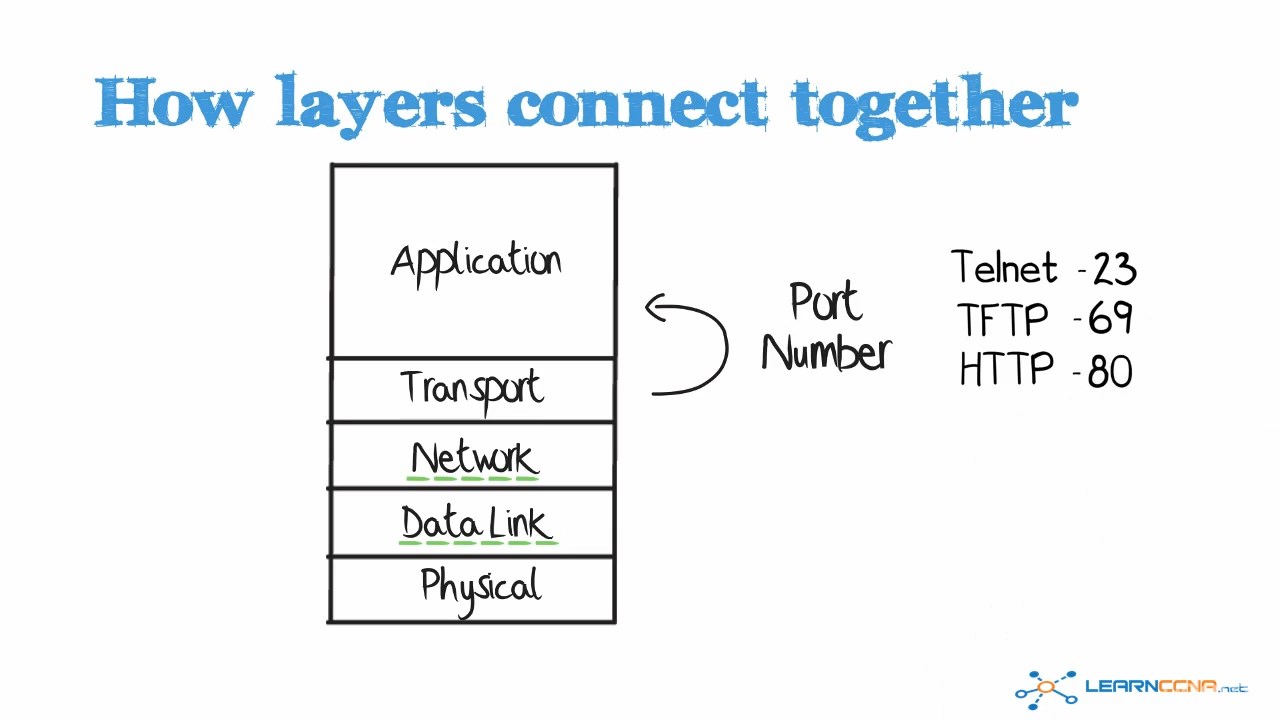 How layers connect together
Application
Transport
Network
Data Link
Physical
Port
Number
Telnet - 23
TFTP - 69
HTTP - 80
LEARNCCNA.net